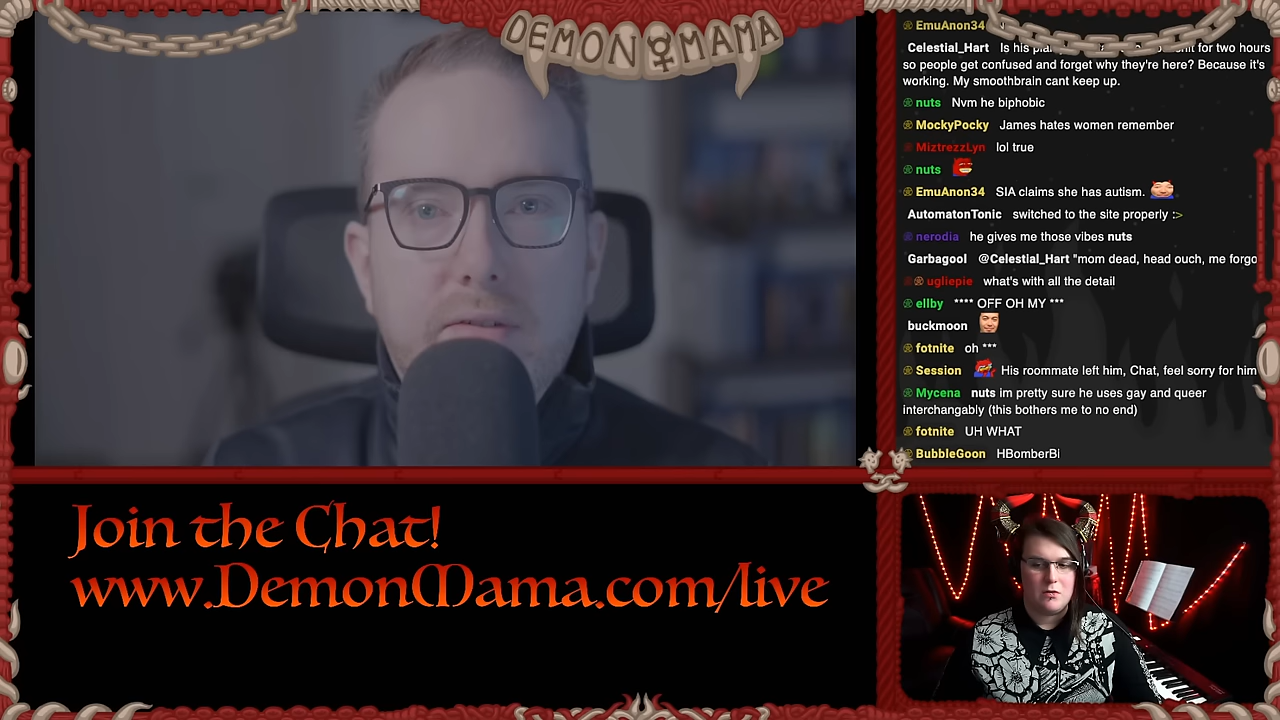 DEMON MAMA
EmuAnon34
Celestial_Hart Is his for two hours
so people get confused and forget why they're here? Because it's
working. My smoothbrain cant keep up.
nuts Nvm he biphobic
MockyPocky James hates women remember
MiztrezzLyn lol true
nuts
EmuAnon34 SIA claims she has autism.
AutomatonTonic switched to the site properly :>
nerodia he gives me those vibes nuts
Garbagool @Celestial_Hart "mom dead, head ouch, me forgo
ugliepie what's with all the detail
ellby **** OFF OH MY ***
buckmoon
fotnite oh ***
Session His roommate left him, Chat, feel sorry for him
Mycena nuts im pretty sure he uses gay and queer
interchangably (this bothers me to no end)
fotnite UH WHAT
BubbleGoon HBomberBi
Join the Chat!
www.DemonMama.com/live